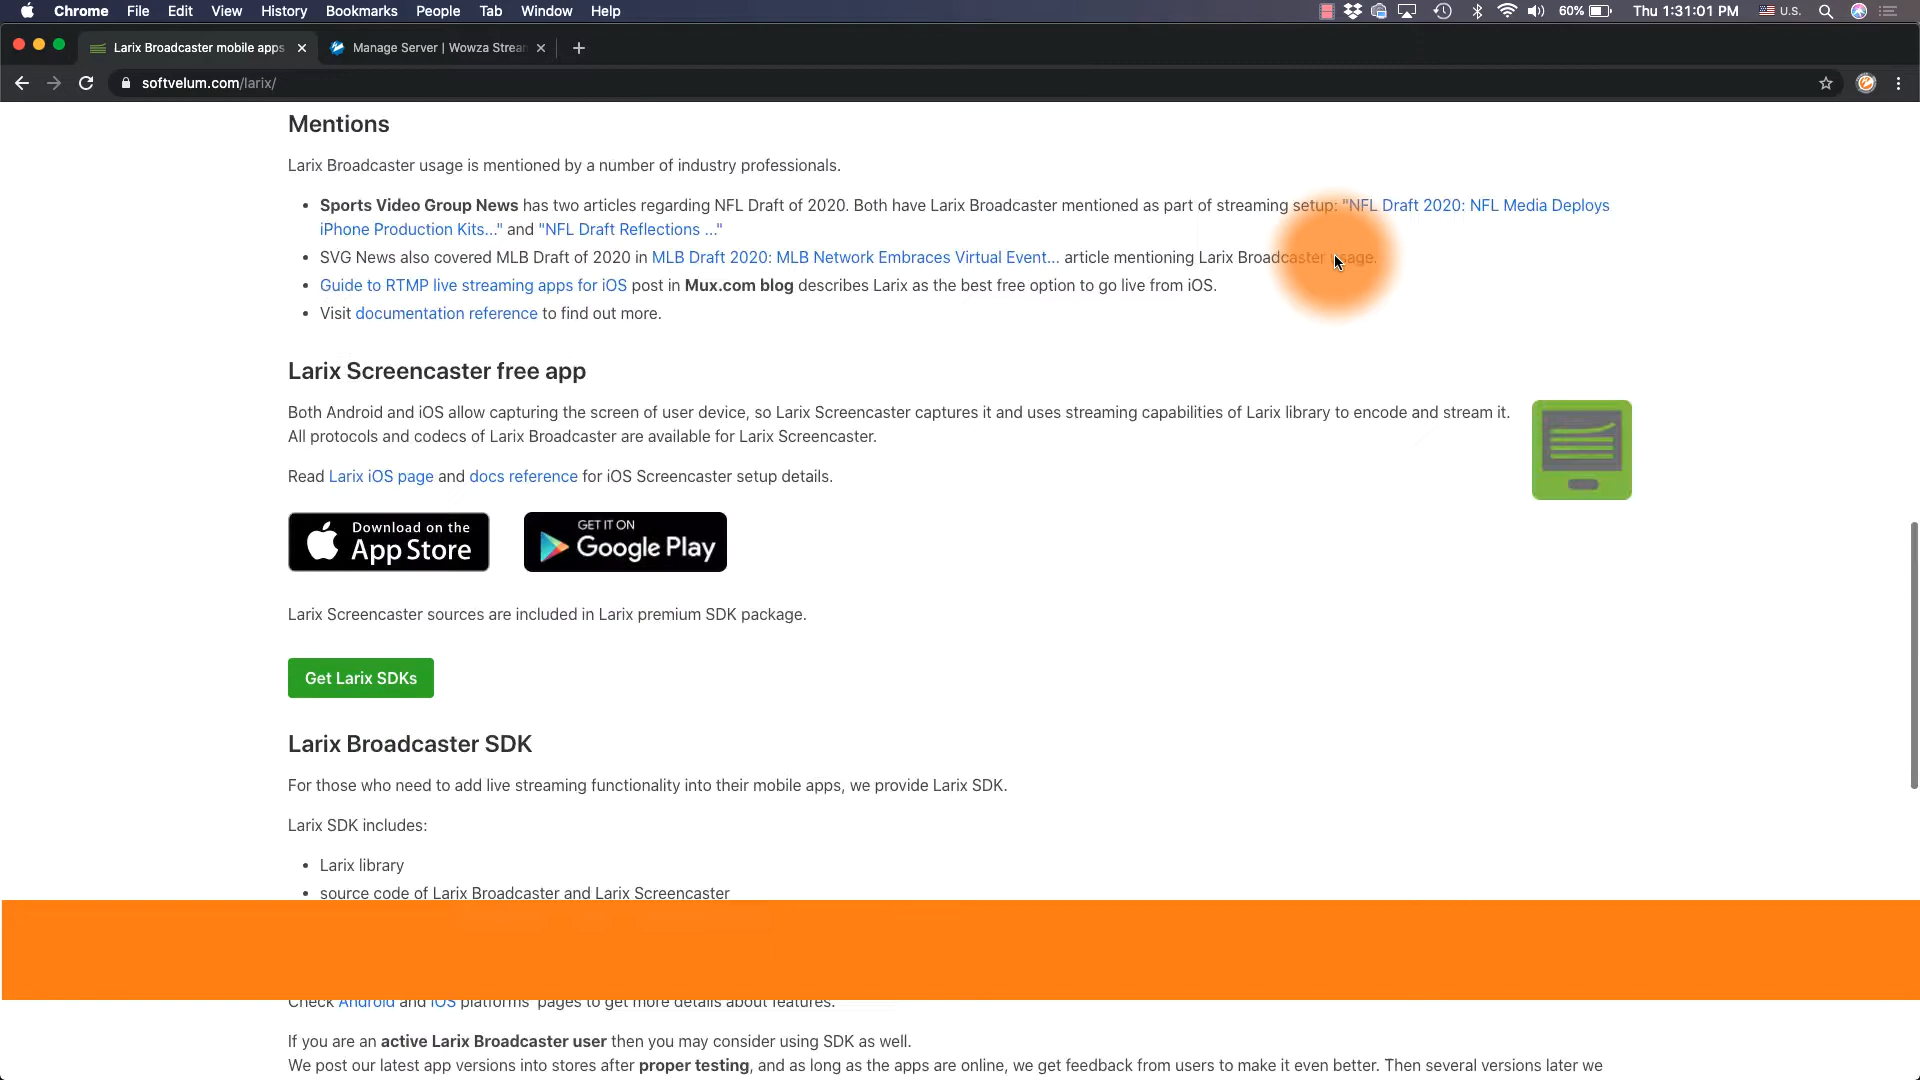 Chrome File Edit View History Bookmarks People Tab Window Help 60% Thu 1:31:01 PM U.S.
Larix Broadcaster mobile apps Manage Server | Wowza Strea
softvelum.com/larix/
Mentions
Larix Broadcaster usage is mentioned by a number of industry professionals.
• Sports Video Group News has two articles regarding NFL Draft of 2020. Both have Larix Broadcaster mentioned as part of streaming setup: "NFL Draft 2020: NFL Media Deploys
iPhone Production Kits..." and "NFL Draft Reflections ..."
• SVG News also covered MLB Draft of 2020 in MLB Draft 2020: MLB Network Embraces Virtual Event... article mentioning Larix Broadcaster usage.
• Guide to RTMP live streaming apps for iOS post in Mux.com blog describes Larix as the best free option to go live from iOS.
• Visit documentation reference to find out more.
Larix Screencaster free app
Both Android and iOS allow capturing the screen of user device, so Larix Screencaster captures it and uses streaming capabilities of Larix library to encode and stream it.
All protocols and codecs of Larix Broadcaster are available for Larix Screencaster.
Read Larix iOS page and docs reference for iOS Screencaster setup details.
Download on the
App Store
GET IT ON
Google Play
Larix Screencaster sources are included in Larix premium SDK package.
Get Larix SDKs
Larix Broadcaster SDK
For those who need to add live streaming functionality into their mobile apps, we provide Larix SDK.
Larix SDK includes:
• Larix library
• source code of Larix Broadcaster and Larix Screencaster
Check Android and iOS platforms' pages to get more details about features.
If you are an active Larix Broadcaster user then you may consider using SDK as well.
We post our latest app versions into stores after proper testing, and as long as the apps are online, we get feedback from users to make it even better. Then several versions later we